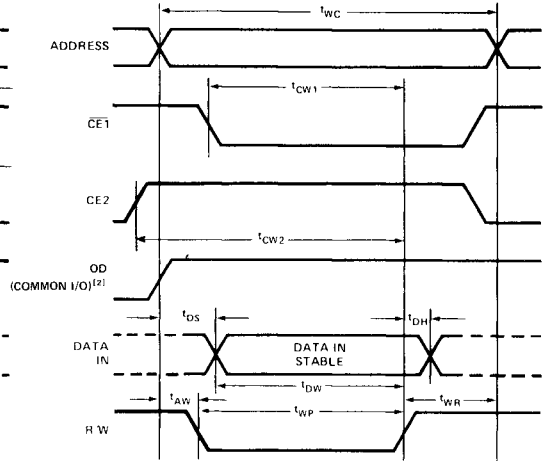 tWC
ADDRESS
tCW1
CE1
CE2
tCW2
OD
(COMMON I/O)[2]
tDS
tDH
DATA IN
DATA IN STABLE
tDW
tAW
tWP
tWR
R/W